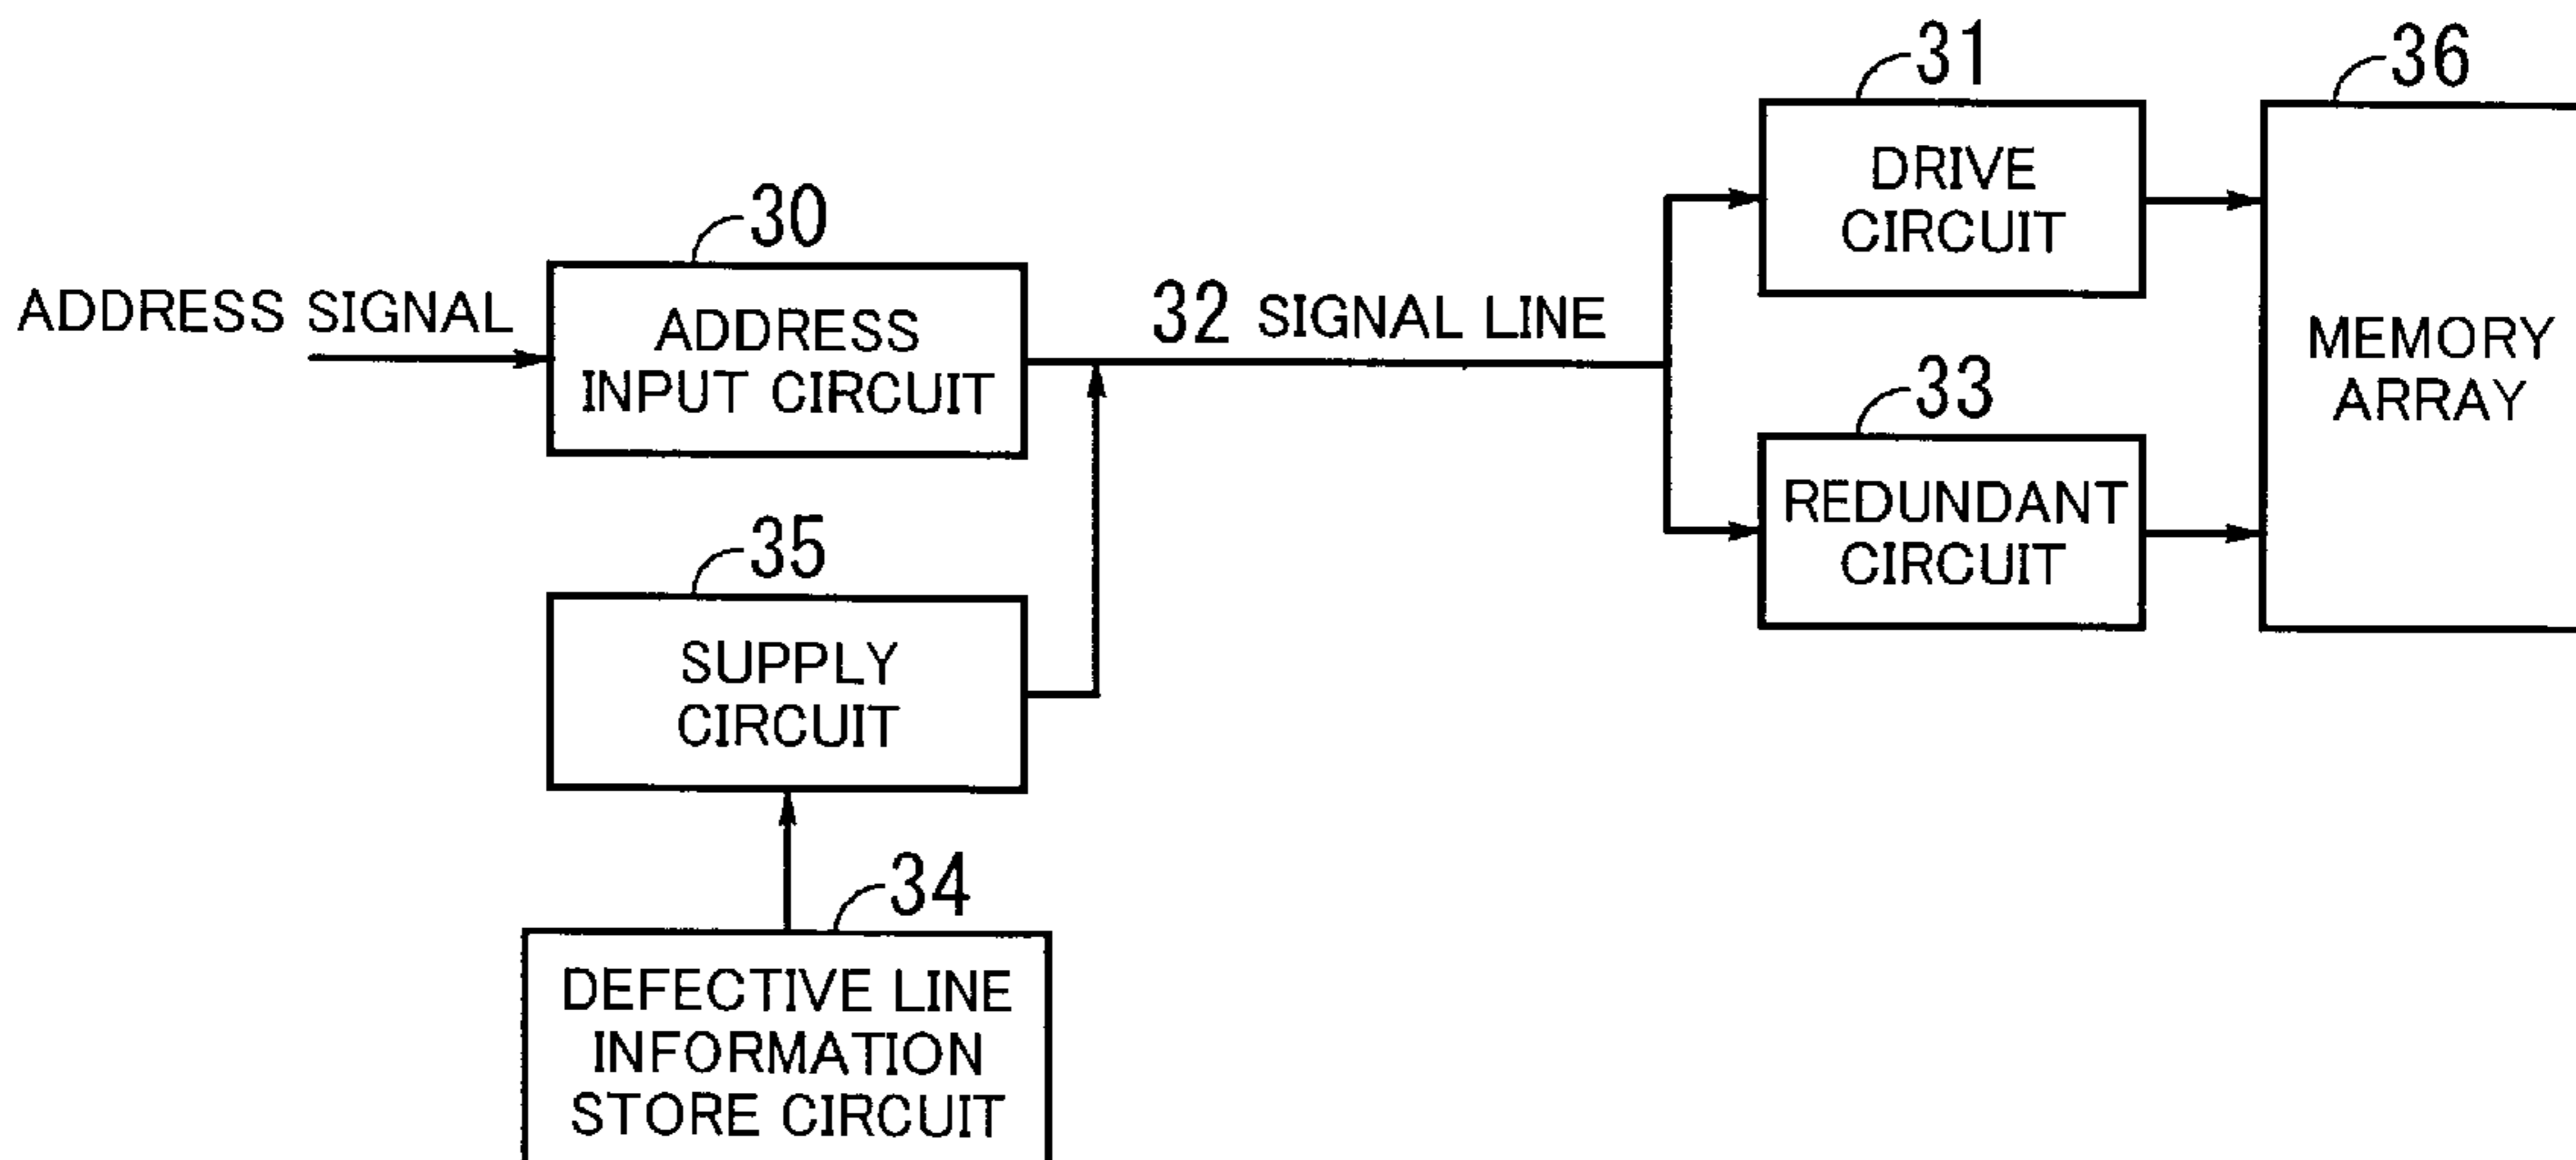 31
DRIVE
CIRCUIT
36
MEMORY
ARRAY
30
ADDRESS SIGNAL
ADDRESS
INPUT CIRCUIT
32 SIGNAL LINE
33
REDUNDANT
CIRCUIT
35
SUPPLY
CIRCUIT
34
DEFECTIVE LINE
INFORMATION
STORE CIRCUIT